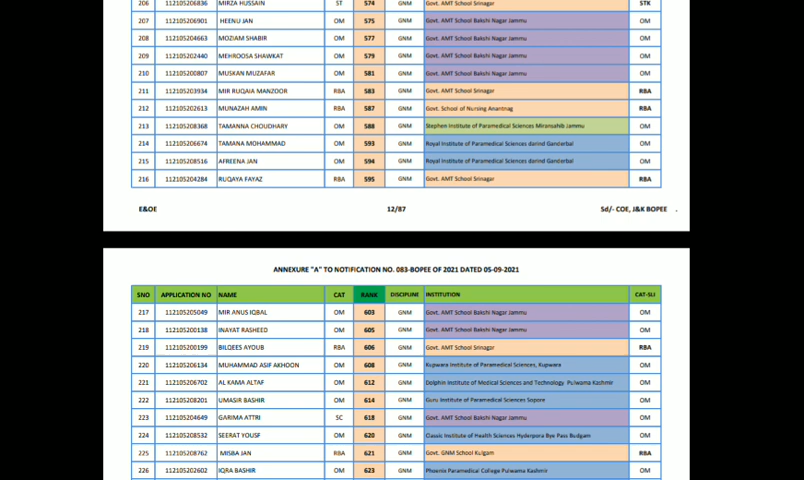 206 112105206836 MIRZA HUSSAIN ST 574 GNM Govt. AMT School Srinagar STK
207 112105206901 HEENU JAN OM 575 GNM Govt. AMT School Bakshi Nagar Jammu OM
208 112105204663 MOZIAM SHABIR OM 577 GNM Govt. AMT School Bakshi Nagar Jammu OM
209 112105202440 MEHROOSA SHAWKAT OM 579 GNM Govt. AMT School Bakshi Nagar Jammu OM
210 112105200807 MUSKAN MUZAFAR OM 581 GNM Govt. AMT School Bakshi Nagar Jammu OM
211 112105203934 MIR RUQAIA MANZOOR RBA 583 GNM Govt. AMT School Srinagar RBA
212 112105202613 MUNAZAH AMIN RBA 587 GNM Govt. School of Nursing Anantnag RBA
213 112105208368 TAMANNA CHOUDHARY OM 588 GNM Stephen Institute of Paramedical Sciences Miransahib Jammu OM
214 112105206674 TAMANA MOHAMMAD OM 593 GNM Royal Institute of Paramedical Sciences darind Ganderbal OM
215 112105208516 AFREENA JAN OM 594 GNM Royal Institute of Paramedical Sciences darind Ganderbal OM
216 112105204284 RUQAYA FAYAZ RBA 595 GNM Govt. AMT School Srinagar RBA
E&OE 12/87 Sd/- COE, J&K BOPEE .
ANNEXURE "A" TO NOTIFICATION NO. 083-BOPEE OF 2021 DATED 05-09-2021
SNO APPLICATION NO NAME CAT RANK DISCIPLINE INSTITUTION CAT-SLI
217 112105205049 MIR ANUS IQBAL OM 603 GNM Govt. AMT School Bakshi Nagar Jammu OM
218 112105200138 INAYAT RASHEED OM 605 GNM Govt. AMT School Bakshi Nagar Jammu OM
219 112105200199 BILQEES AYOUB RBA 606 GNM Govt. AMT School Srinagar RBA
220 112105206134 MUHAMMAD ASIF AKHOON OM 608 GNM Kupwara Institute of Paramedical Sciences, Kupwara OM
221 112105206702 AL KAMA ALTAF OM 612 GNM Dolphin Institute of Medical Sciences and Technology Pulwama Kashmir OM
222 112105208201 UMASIR BASHIR OM 614 GNM Guru Institute of Paramedical Sciences Sopore OM
223 112105204649 GARIMA ATTRI SC 618 GNM Govt. AMT School Bakshi Nagar Jammu OM
224 112105208532 SEERAT YOUSF OM 620 GNM Classic Institute of Health Sciences Hyderpora Bye Pass Budgam OM
225 112105208762 MISBA JAN RBA 621 GNM Govt. GNM School Kulgam RBA
226 112105202602 IQRA BASHIR OM 623 GNM Phoenix Paramedical College Pulwama Kashmir OM